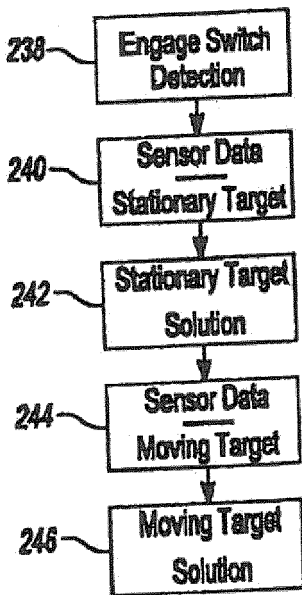 238
Engage Switch
Detection
240
Sensor Data
Stationary Target
242
Stationary Target
Solution
244
Sensor Data
Moving Target
246
Moving Target
Solution